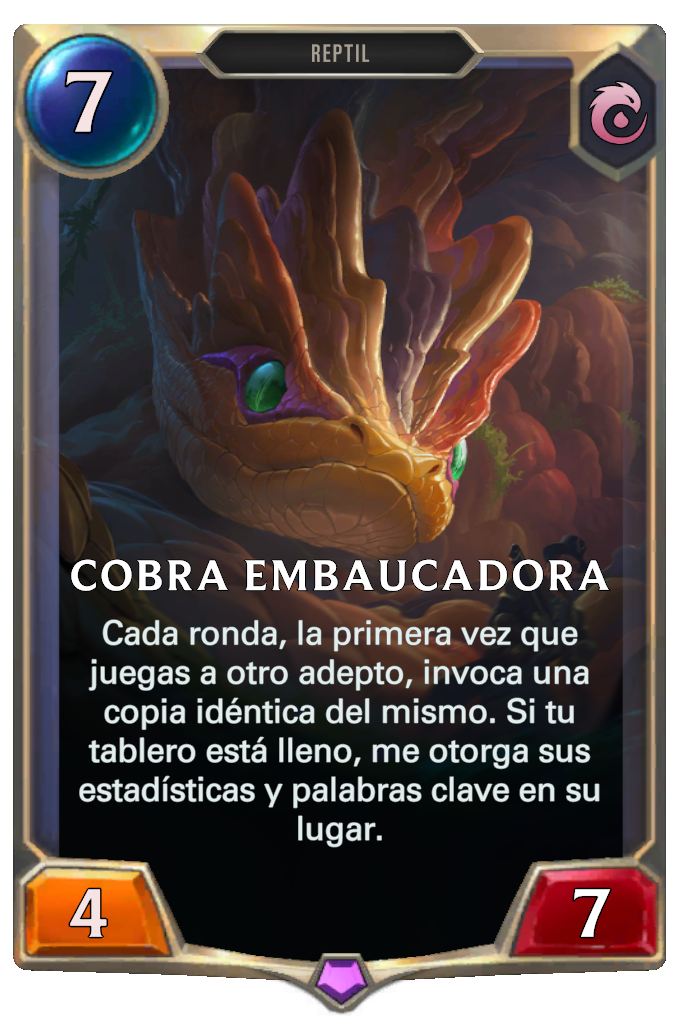 7
REPTIL
COBRA EMBAUCADORA
Cada ronda, la primera vez que
juegas a otro adepto, invoca una
copia idéntica del mismo. Si tu
tablero está lleno, me otorga sus
estadísticas y palabras clave en su
lugar.
4
7